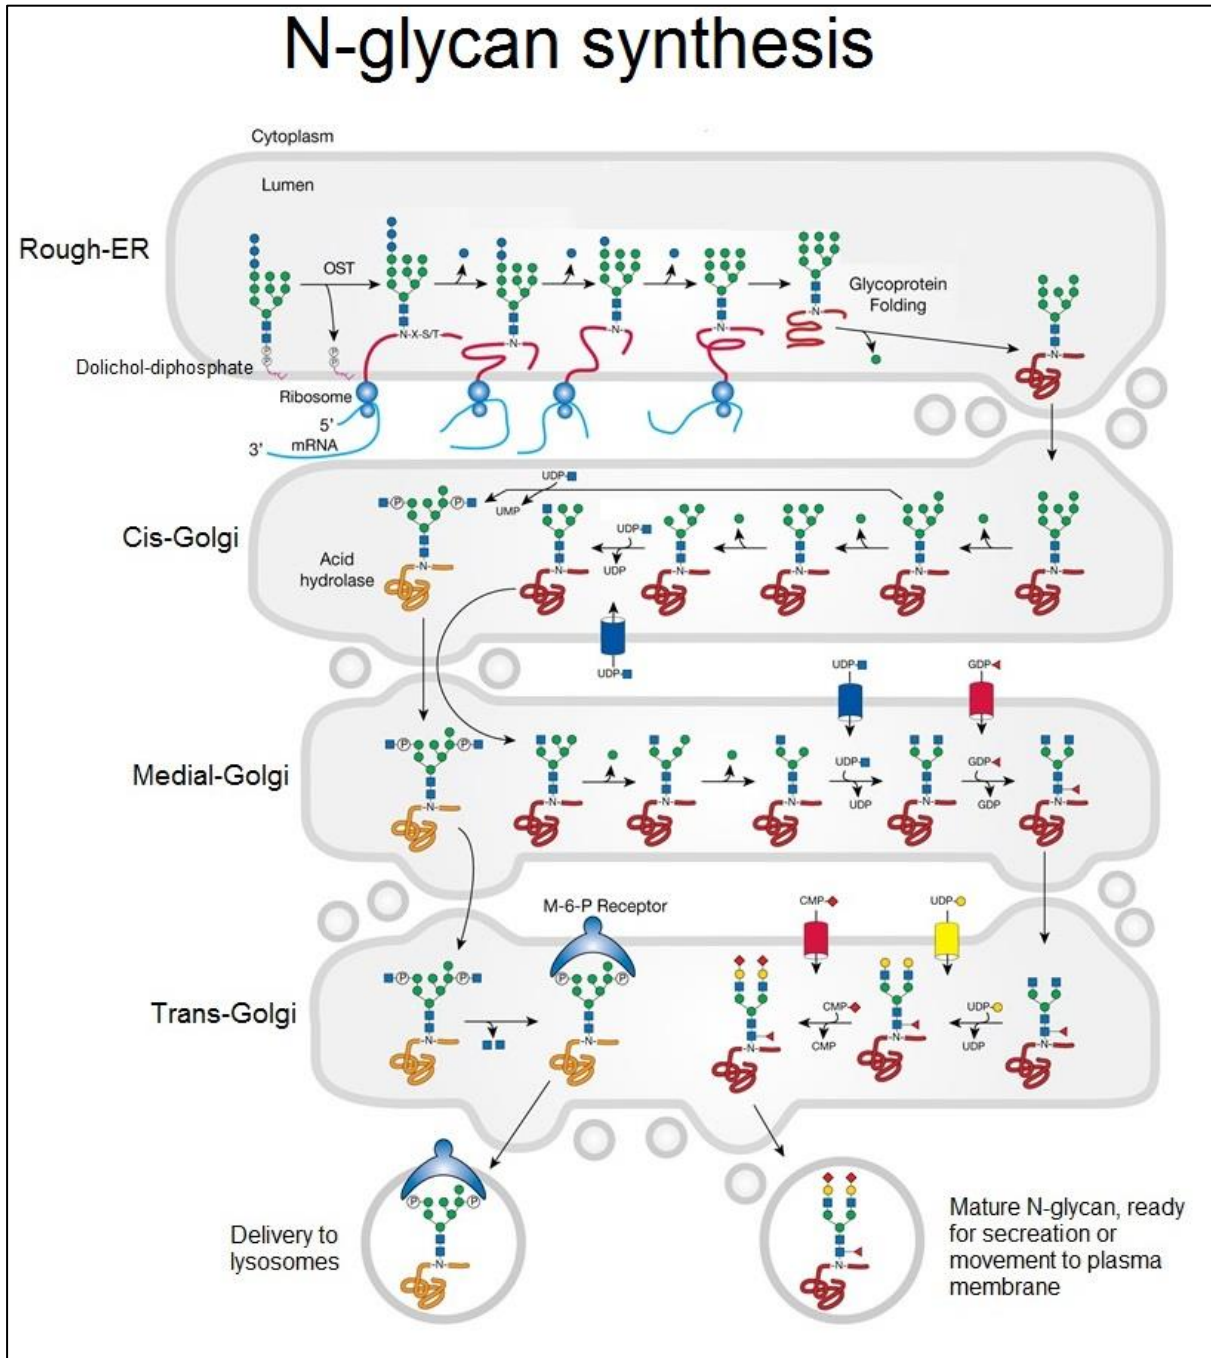 N-glycan synthesis
Cytoplasm
Lumen
Rough-ER
OST
Glycoprotein
Folding
N-X-S/T
N
N
N
N
N
P
P
P
P
Dolichol-diphosphate
Ribosome
5'
3'
mRNA
UDP
UMP
P
P
Cis-Golgi
UDP
UDP
Acid
hydrolase
N
N
N
N
N
N
UDP
UDP
GDP
Medial-Golgi
P
P
UDP
UDP
GDP
GDP
N
N
N
N
N
N
M-6-P Receptor
CMP
UDP
Trans-Golgi
P
P
P
P
CMP
CMP
UDP
UDP
N
N
N
N
N
Delivery to
lysosomes
P
P
N
N
Mature N-glycan, ready
for secreation or
movement to plasma
membrane